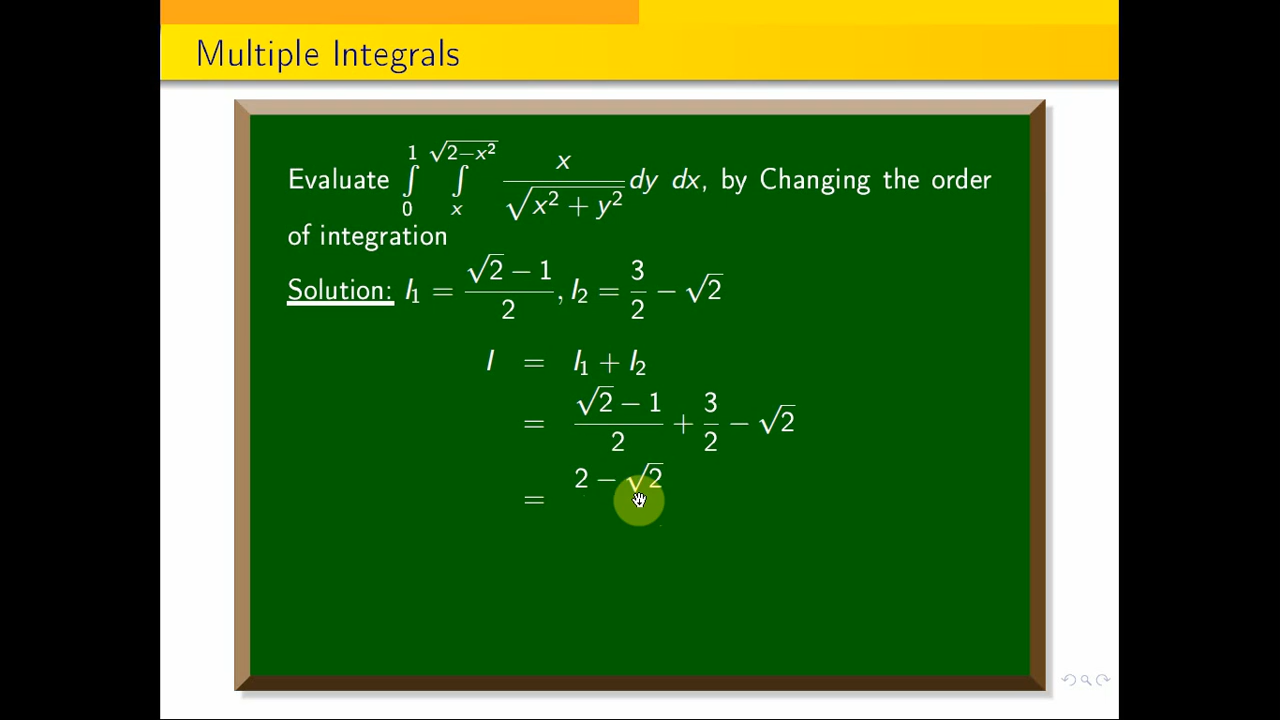 Multiple Integrals
Evaluate ∫₀¹ ∫ₓ^√(2−x²) x/√(x² + y²) dy dx, by Changing the order
of integration
Solution: I₁ = (√2 − 1)/2, I₂ = 3/2 − √2
I = I₁ + I₂
= (√2 − 1)/2 + 3/2 − √2
= 2 − √2